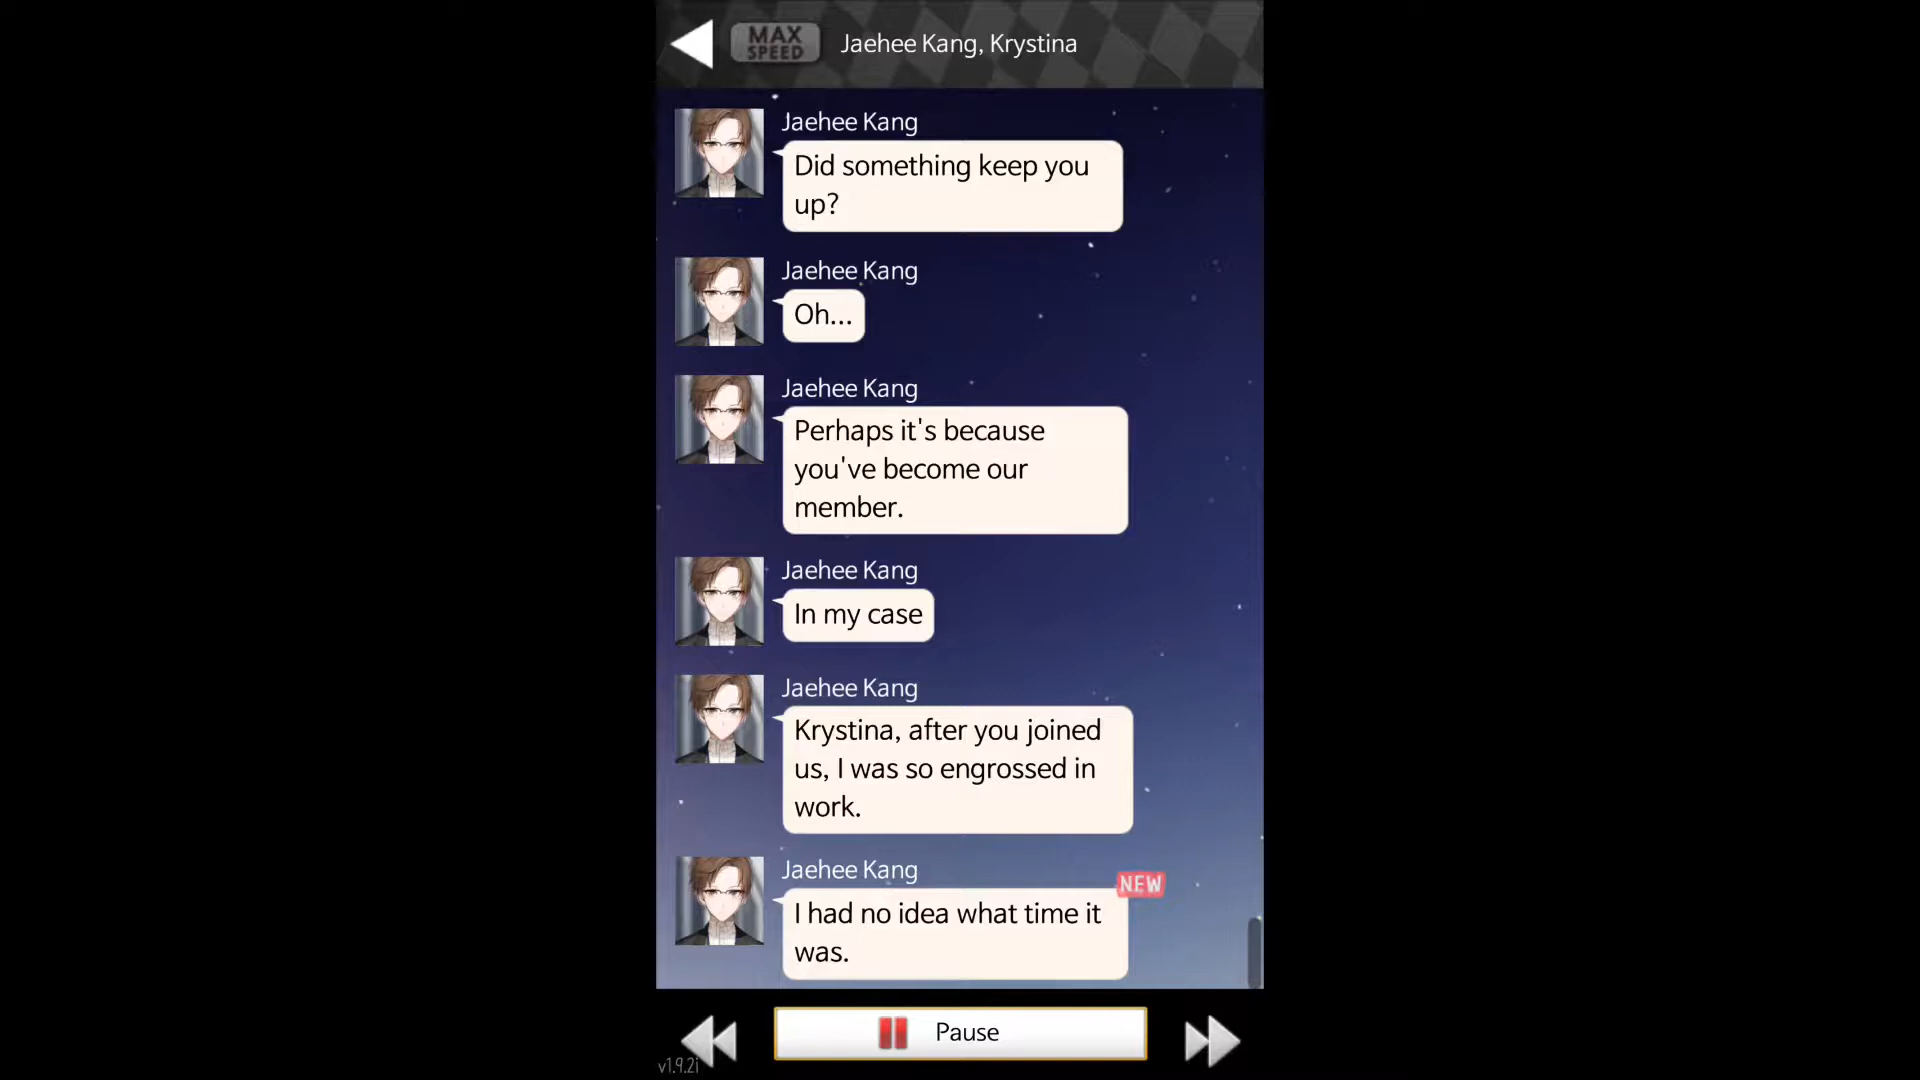 MAX
SPEED
Jaehee Kang, Krystina
Jaehee Kang
Did something keep you
up?
Jaehee Kang
Oh...
Jaehee Kang
Perhaps it's because
you've become our
member.
Jaehee Kang
In my case
Jaehee Kang
Krystina, after you joined
us, I was so engrossed in
work.
Jaehee Kang
NEW
I had no idea what time it
was.
Pause
v1.9.2i